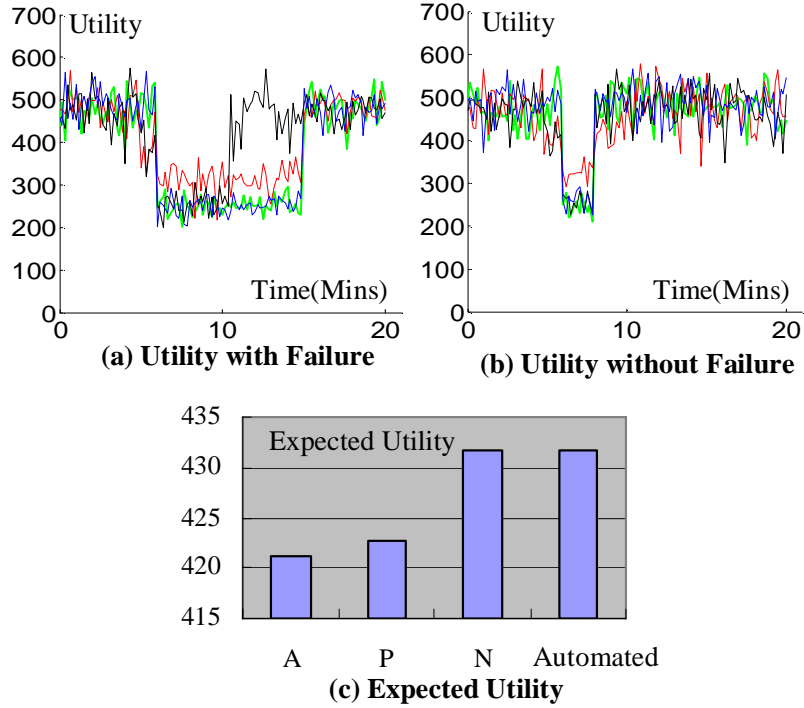 700
600
500
400
300
200
100
0
Utility
Time(Mins)
0 10 20
(a) Utility with Failure
700
600
500
400
300
200
100
0
Utility
Time(Mins)
0 10 20
(b) Utility without Failure
435
430
425
420
415
Expected Utility
A P N Automated
(c) Expected Utility